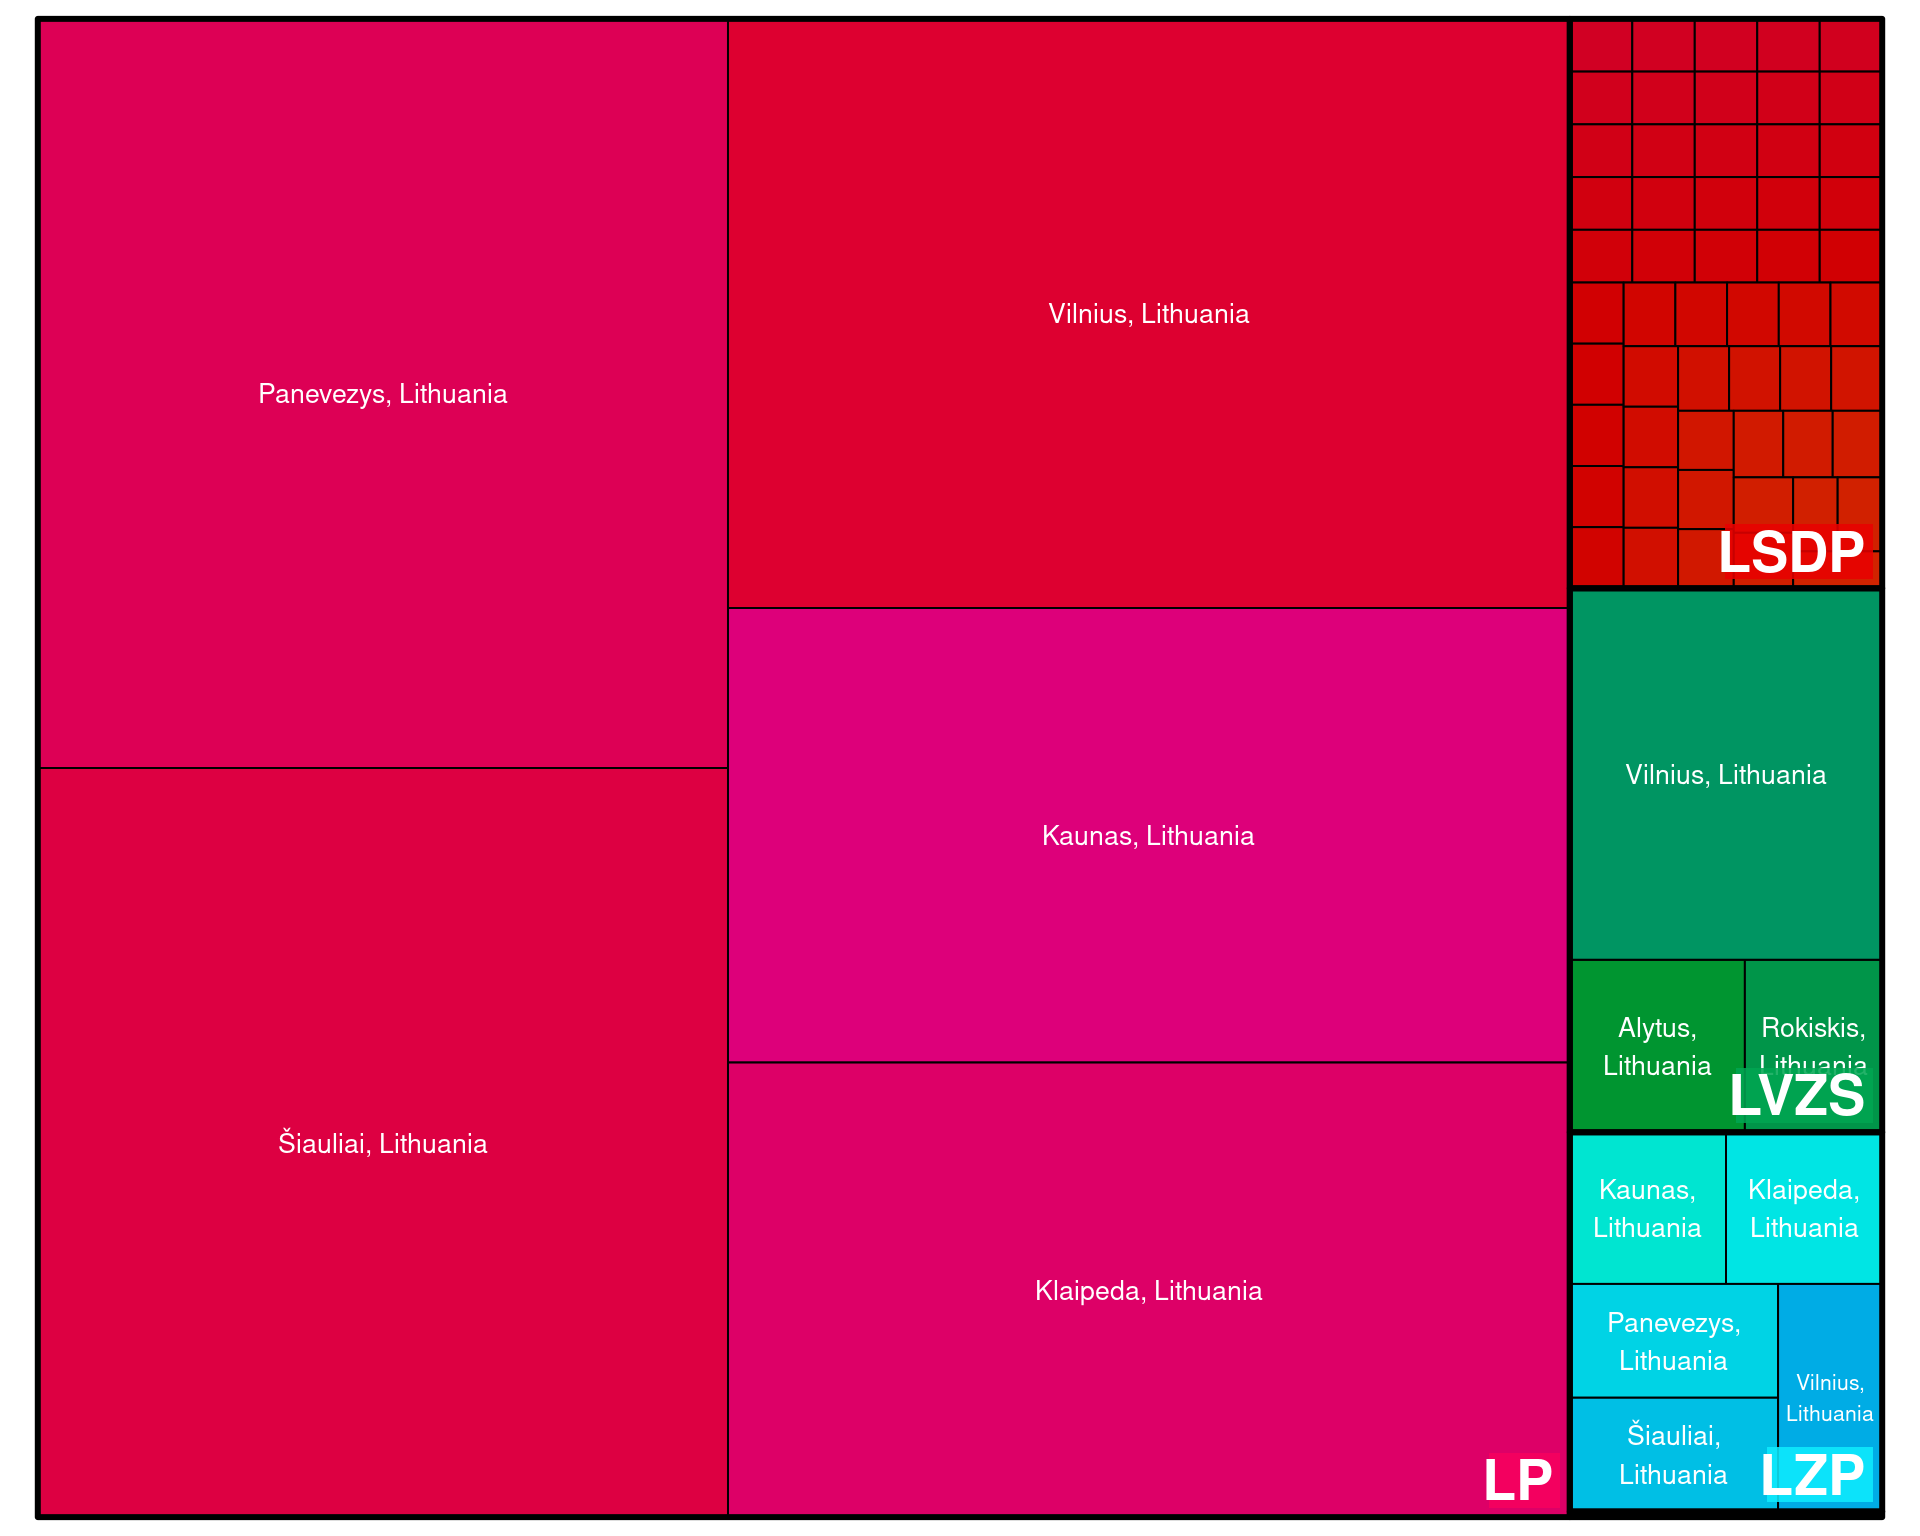 Panevezys, Lithuania
Šiauliai, Lithuania
Vilnius, Lithuania
Kaunas, Lithuania
Klaipeda, Lithuania
LP
LSDP
Vilnius, Lithuania
Alytus,
Lithuania
Rokiskis,
Lithuania
LVZS
Kaunas,
Lithuania
Klaipeda,
Lithuania
Panevezys,
Lithuania
Šiauliai,
Lithuania
Vilnius,
Lithuania
LZP